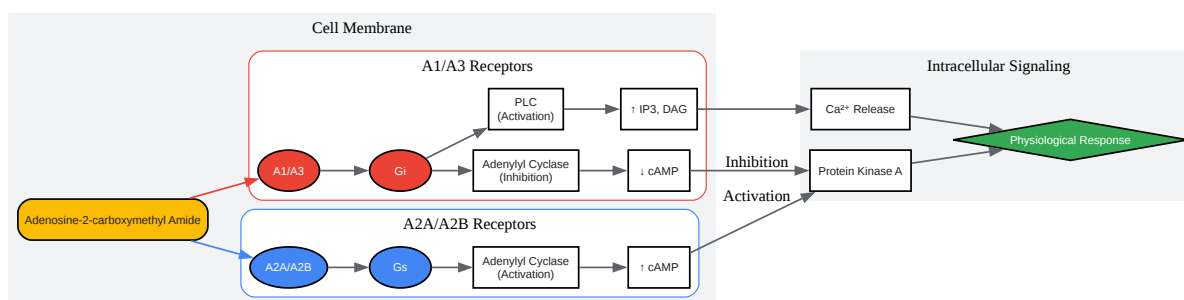 Cell Membrane
A1/A3 Receptors
Intracellular Signaling
PLC
(Activation)
↑ IP3, DAG
Ca²⁺ Release
Physiological Response
A1/A3
Gi
Adenylyl Cyclase
(Inhibition)
↓ cAMP
Inhibition
Protein Kinase A
Activation
Adenosine-2-carboxymethyl Amide
A2A/A2B Receptors
A2A/A2B
Gs
Adenylyl Cyclase
(Activation)
↑ cAMP